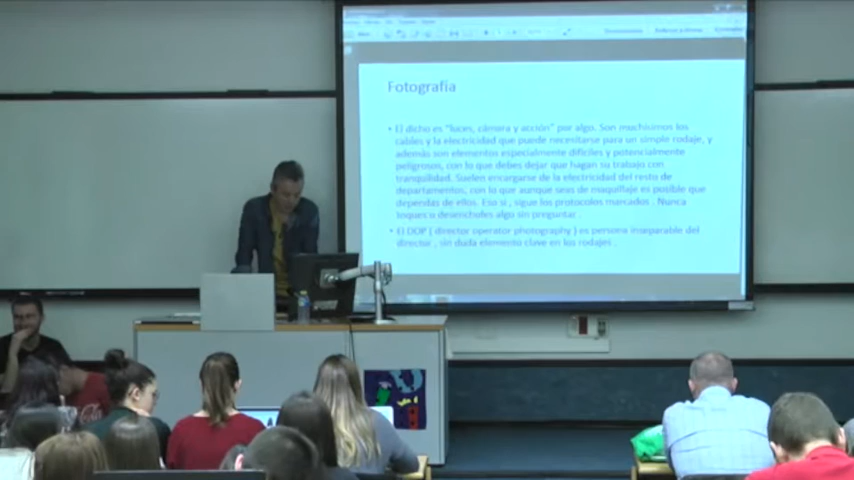 Fotografía
• El dicho es "luces, cámara y acción" por algo. Son muchísimos los
cables y la electricidad que puede necesitarse para un simple rodaje, y
además son elementos especialmente difíciles y potencialmente
peligrosos, con lo que debes dejar que hagan su trabajo con
tranquilidad. Suelen encargarse de la electricidad del resto de
departamentos, con lo que aunque seas de maquillaje es posible que
dependas de ellos. Eso si , sigue los protocolos marcados . Nunca
toques o desenchufes algo sin preguntar .
• El DOP ( director operator photography ) es persona inseparable del
director , sin duda elemento clave en los rodajes .